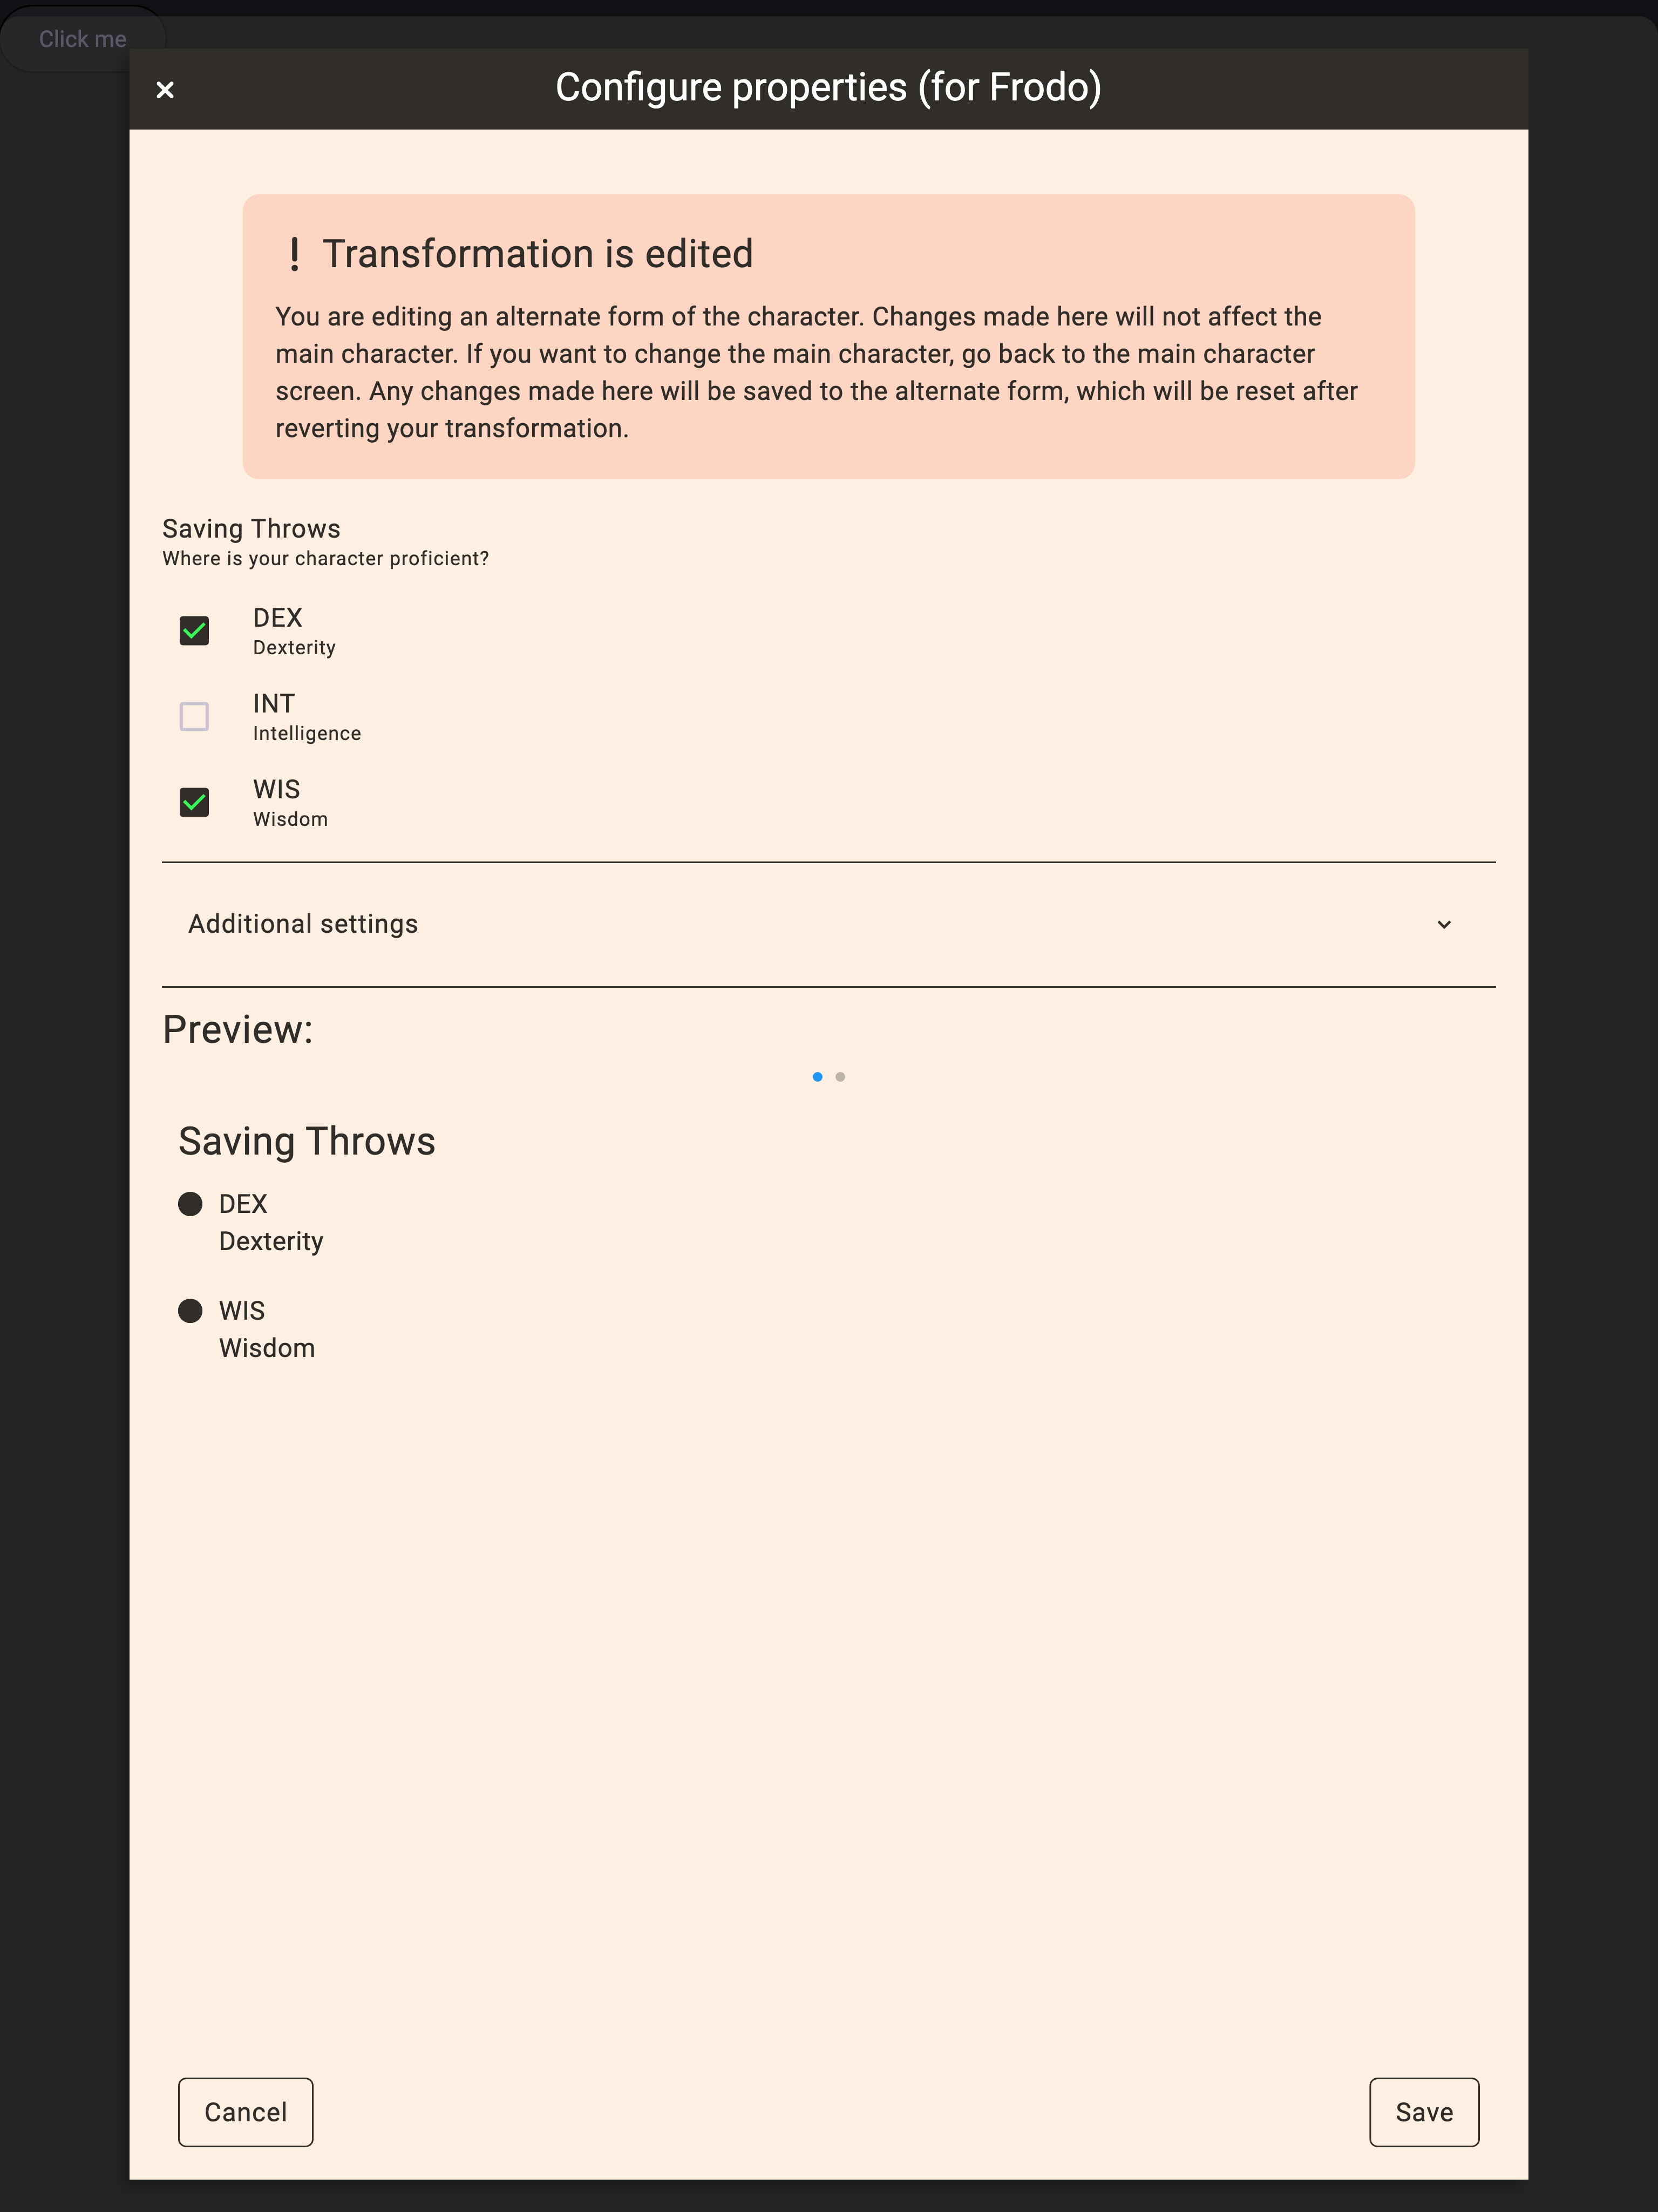 Click me
Configure properties (for Frodo)
! Transformation is edited
You are editing an alternate form of the character. Changes made here will not affect the
main character. If you want to change the main character, go back to the main character
screen. Any changes made here will be saved to the alternate form, which will be reset after
reverting your transformation.
Saving Throws
Where is your character proficient?
DEX
Dexterity
INT
Intelligence
WIS
Wisdom
Additional settings
Preview:
Saving Throws
DEX
Dexterity
WIS
Wisdom
Cancel
Save